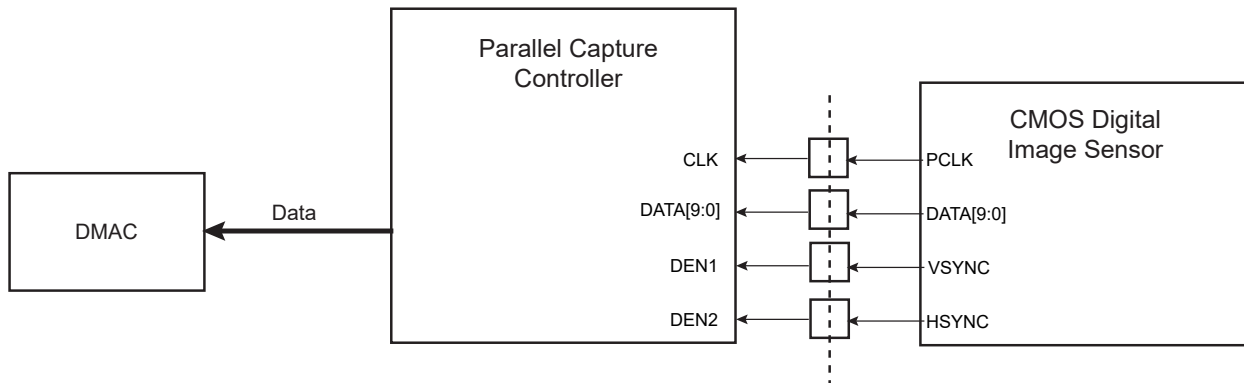 Parallel Capture
Controller
CMOS Digital
Image Sensor
CLK
PCLK
DATA[9:0]
DATA[9:0]
Data
DMAC
DEN1
VSYNC
DEN2
HSYNC